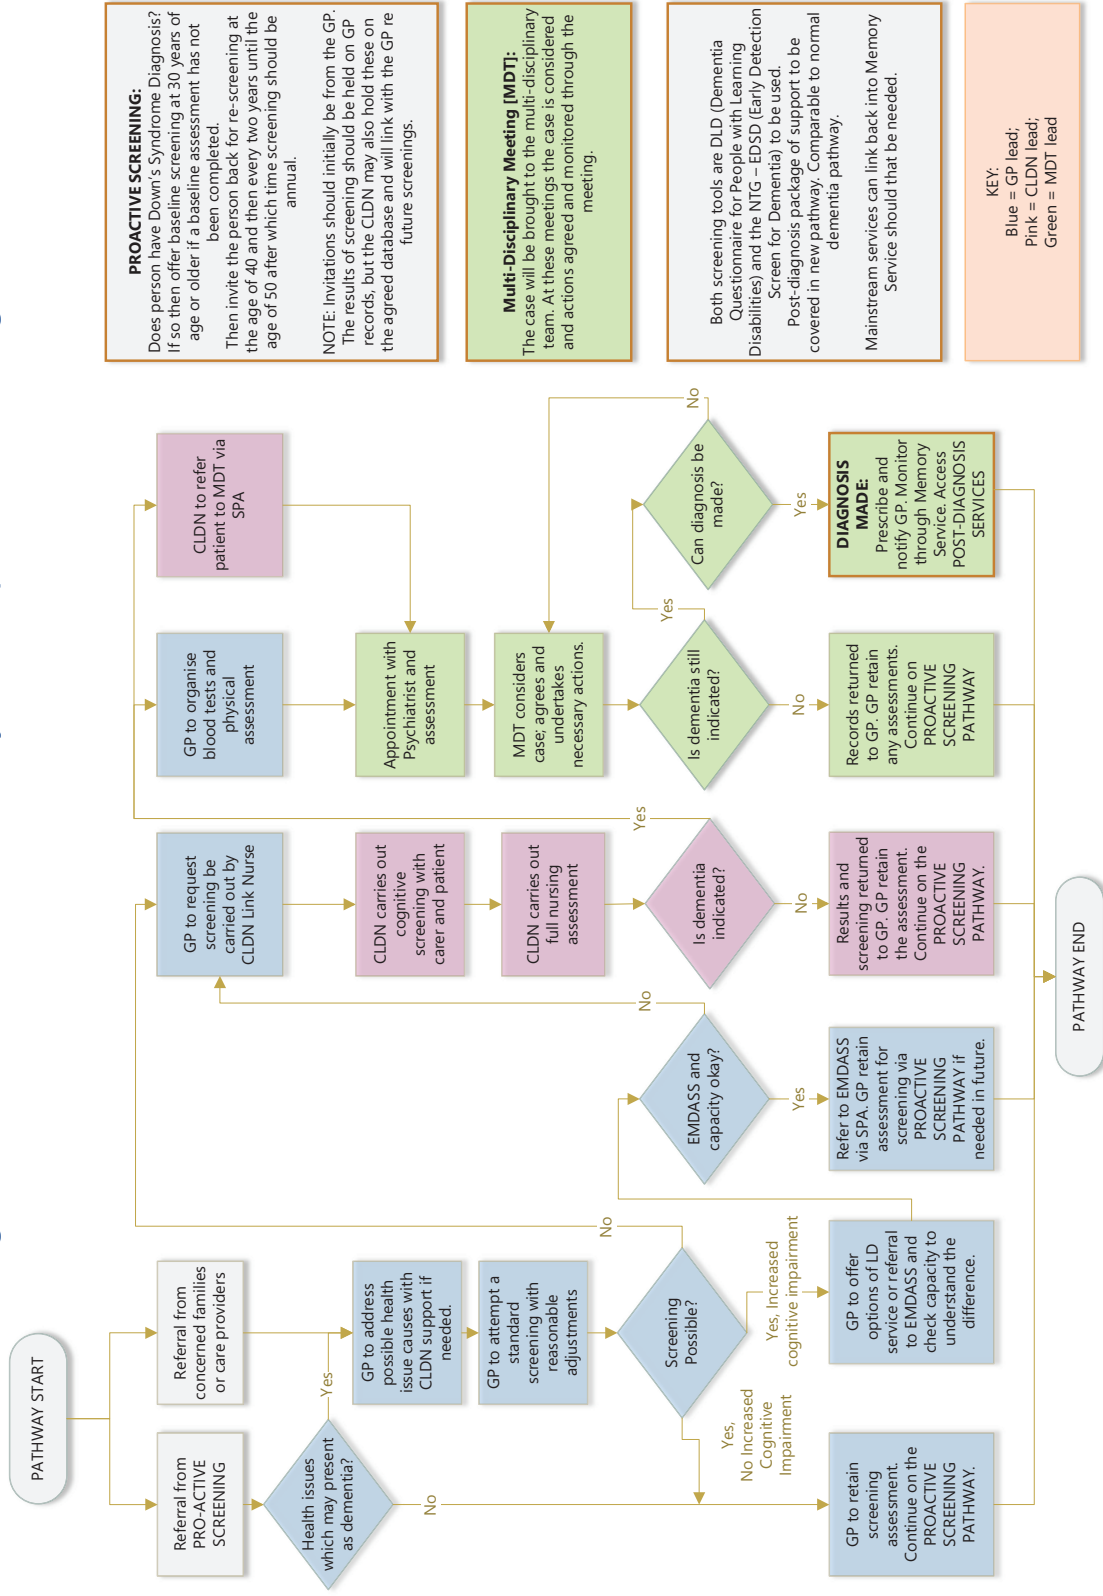 PATHWAY START
Referral from
PRO-ACTIVE
SCREENING
Referral from
concerned families
or care providers
Health issues
which may present
as dementia?
Yes
No
GP to address
possible health
issue causes with
CLDN support if
needed.
GP to attempt a
standard
screening with
reasonable
adjustments
Screening
Possible?
No
Yes,
No Increased
Cognitive
Impairment
Yes, Increased
cognitive impairment
GP to retain
screening
assessment.
Continue on the
PROACTIVE
SCREENING
PATHWAY.
GP to offer
options of LD
service or referral
to EMDASS and
check capacity to
understand the
difference.
EMDASS and
capacity okay?
No
Yes
Refer to EMDASS
via SPA. GP retain
assessment for
screening via
PROACTIVE
SCREENING
PATHWAY if
needed in future.
GP to request
screening be
carried out by
CLDN Link Nurse
CLDN carries out
cognitive
screening with
carer and patient
CLDN carries out
full nursing
assessment
Is dementia
indicated?
Yes
No
Results and
screening returned
to GP. GP retain
the assessment.
Continue on the
PROACTIVE
SCREENING
PATHWAY.
GP to organise
blood tests and
physical
assessment
CLDN to refer
patient to MDT via
SPA
Appointment with
Psychiatrist and
assessment
MDT considers
case; agrees and
undertakes
necessary actions.
Is dementia still
indicated?
Yes
No
Records returned
to GP. GP retain
any assessments.
Continue on
PROACTIVE
SCREENING
PATHWAY
Can diagnosis be
made?
No
Yes
DIAGNOSIS
MADE:
Prescribe and
notify GP. Monitor
through Memory
Service. Access
POST-DIAGNOSIS
SERVICES
PATHWAY END
PROACTIVE SCREENING:
Does person have Down's Syndrome Diagnosis?
If so then offer baseline screening at 30 years of
age or older if a baseline assessment has not
been completed.
Then invite the person back for re-screening at
the age of 40 and then every two years until the
age of 50 after which time screening should be
annual.
NOTE: Invitations should initially be from the GP.
The results of screening should be held on GP
records, but the CLDN may also hold these on
the agreed database and will link with the GP re
future screenings.
Multi-Disciplinary Meeting [MDT]:
The case will be brought to the multi-disciplinary
team. At these meetings the case is considered
and actions agreed and monitored through the
meeting.
Both screening tools are DLD (Dementia
Questionnaire for People with Learning
Disabilities) and the NTG – EDSD (Early Detection
Screen for Dementia) to be used.
Post-diagnosis package of support to be
covered in new pathway. Comparable to normal
dementia pathway.
Mainstream services can link back into Memory
Service should that be needed.
KEY:
Blue = GP lead;
Pink = CLDN lead;
Green = MDT lead